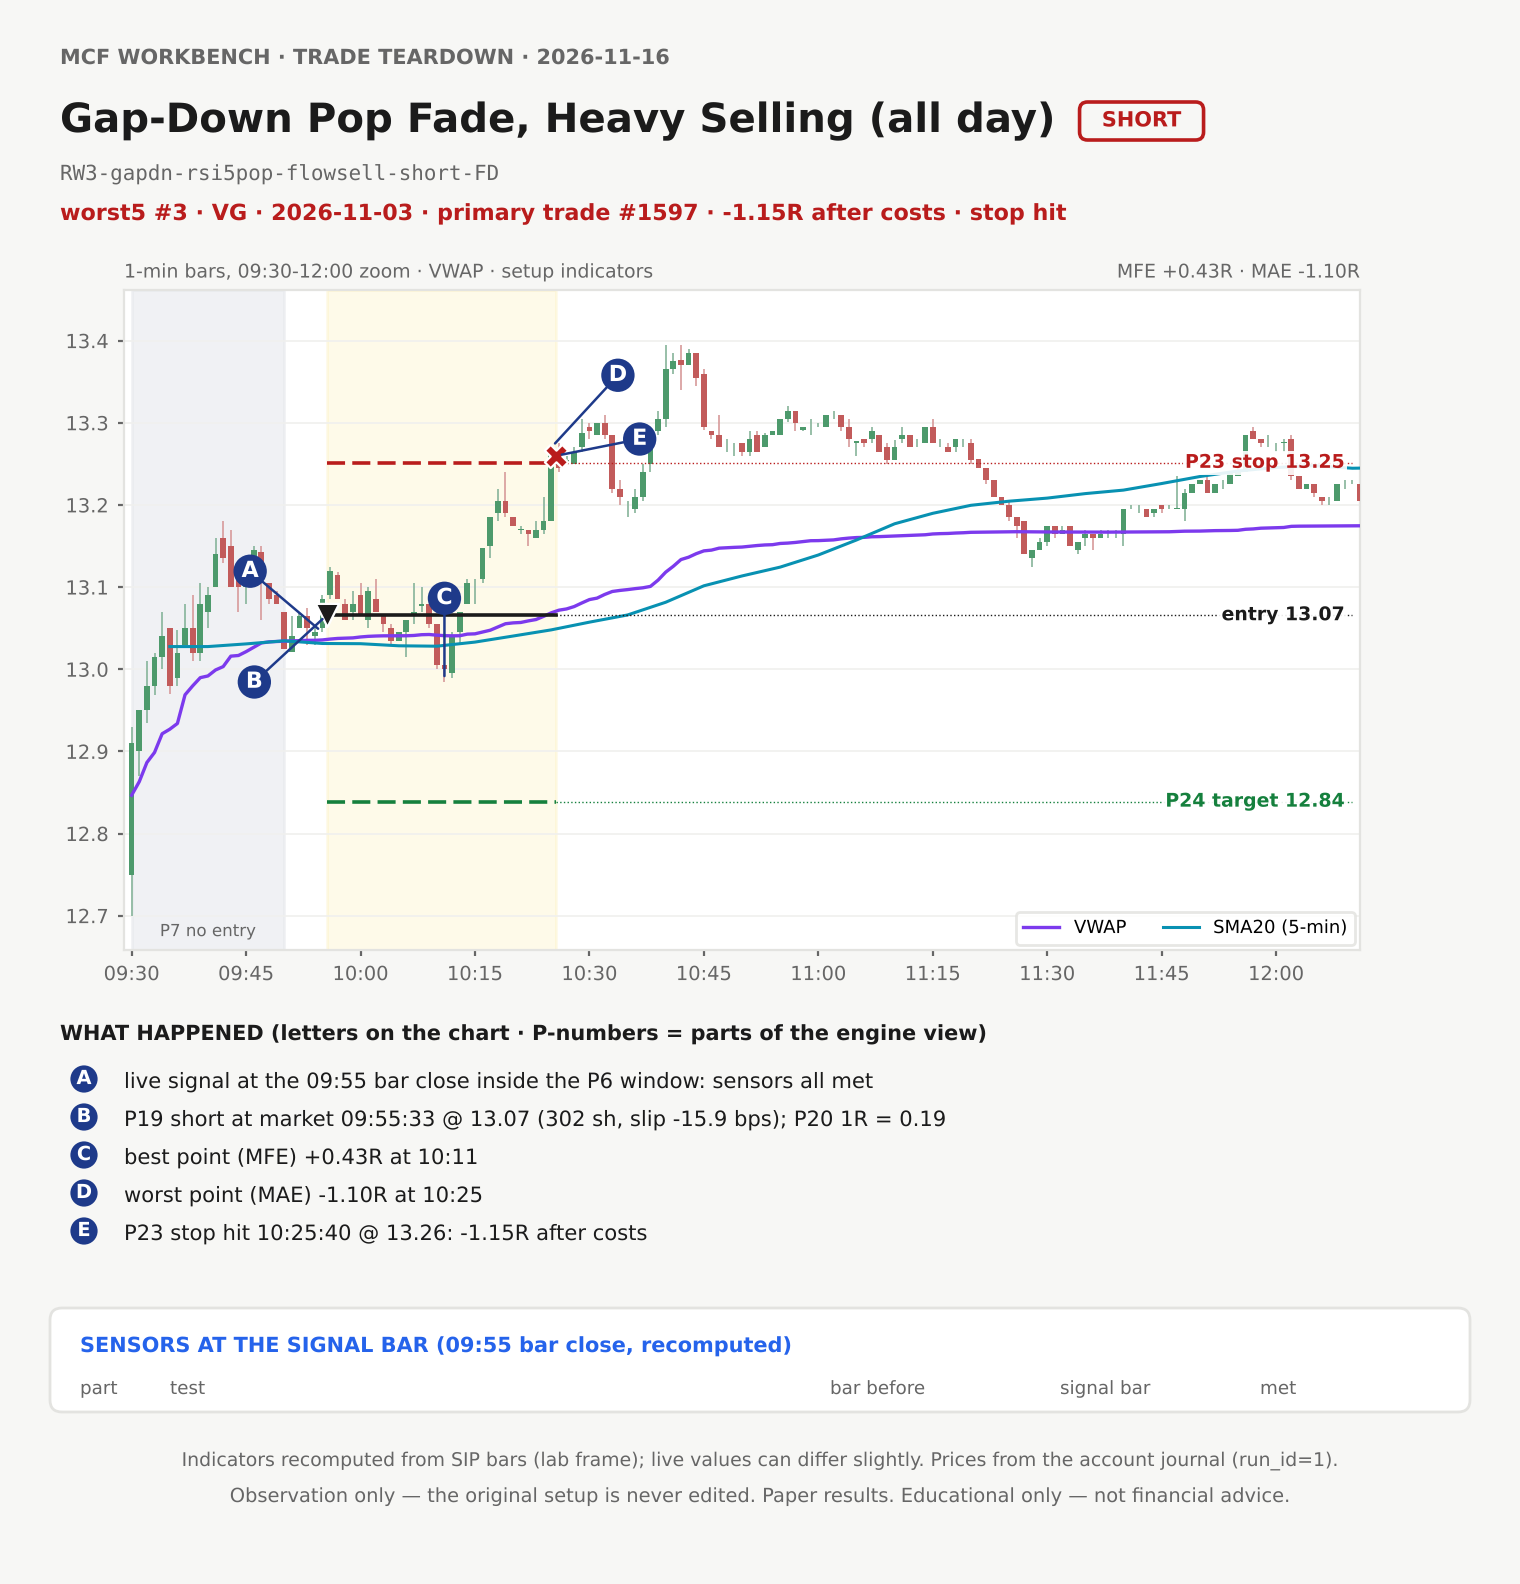 MCF WORKBENCH · TRADE TEARDOWN · 2026-11-16
Gap-Down Pop Fade, Heavy Selling (all day) SHORT
RW3-gapdn-rsi5pop-flowsell-short-FD
worst5 #3 · VG · 2026-11-03 · primary trade #1597 · -1.15R after costs · stop hit
1-min bars, 09:30-12:00 zoom · VWAP · setup indicators MFE +0.43R · MAE -1.10R
13.4
13.3
13.2
13.1
13.0
12.9
12.8
12.7
D
E
A
C
B
P23 stop 13.25
entry 13.07
P24 target 12.84
P7 no entry
VWAP SMA20 (5-min)
09:30 09:45 10:00 10:15 10:30 10:45 11:00 11:15 11:30 11:45 12:00
WHAT HAPPENED (letters on the chart · P-numbers = parts of the engine view)
A live signal at the 09:55 bar close inside the P6 window: sensors all met
B P19 short at market 09:55:33 @ 13.07 (302 sh, slip -15.9 bps); P20 1R = 0.19
C best point (MFE) +0.43R at 10:11
D worst point (MAE) -1.10R at 10:25
E P23 stop hit 10:25:40 @ 13.26: -1.15R after costs
SENSORS AT THE SIGNAL BAR (09:55 bar close, recomputed)
part test bar before signal bar met
Indicators recomputed from SIP bars (lab frame); live values can differ slightly. Prices from the account journal (run_id=1).
Observation only — the original setup is never edited. Paper results. Educational only — not financial advice.